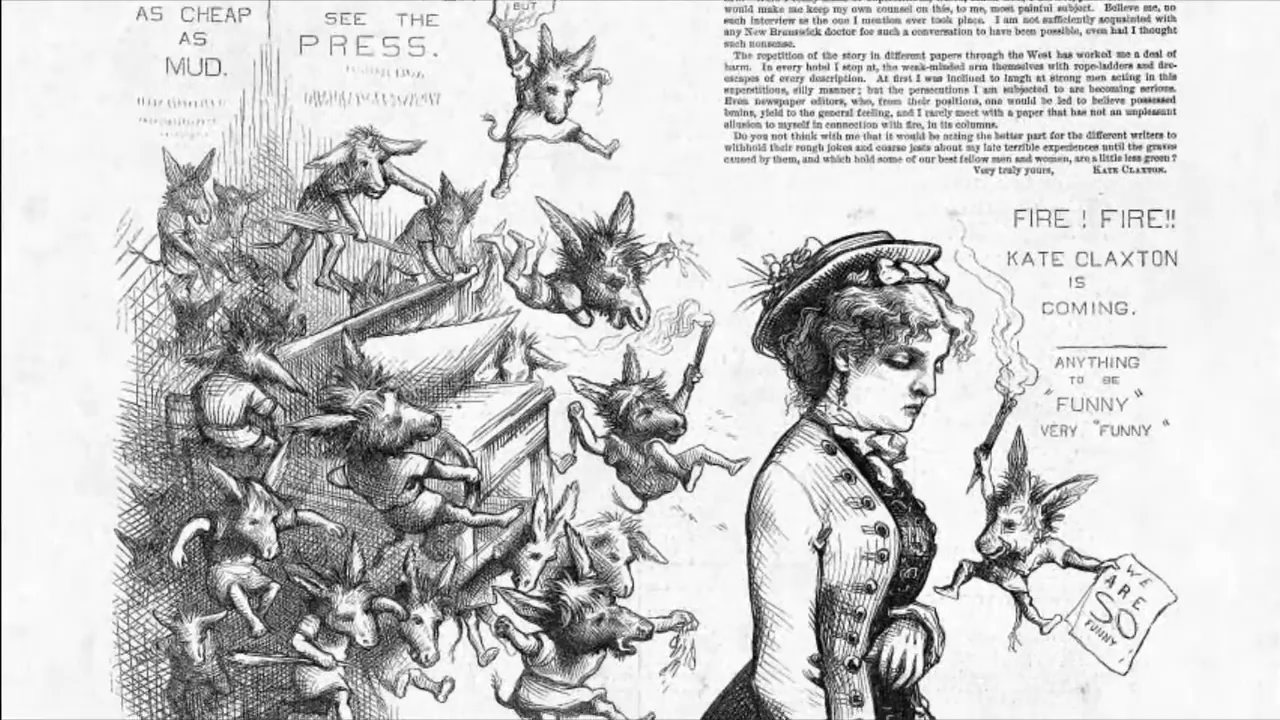 AS CHEAP
AS
MUD.
SEE THE
PRESS.
BUT
would make me keep my own counsel on this, to me, most painful subject. Believe me, no
such interview as the one I mention ever took place. I am not sufficiently acquainted with
any New Brunswick doctor for such a conversation to have been possible, even had I thought
such nonsense.
The repetition of the story in different papers through the West has worked me a deal of
harm. In every hotel I stop at, the weak-minded arm themselves with rope-ladders and fire-
escapes of every description. At first I was inclined to laugh at strong men acting in this
superstitious, silly manner; but the persecutions I am subjected to are becoming serious.
Even newspaper editors, who, from their positions, one would be led to believe possessed
brains, yield to the general feeling, and I rarely meet with a paper that has not an unpleasant
allusion to myself in connection with fire, in its columns.
Do you not think with me that it would be acting the better part for the different writers to
withhold their rough jokes and coarse jests about my late terrible experiences until the graves
caused by them, and which hold some of our best fellow men and women, are a little less green?
Very truly yours, KATE CLAXTON.
FIRE! FIRE!!
KATE CLAXTON
IS
COMING.
ANYTHING
TO BE
"FUNNY"
VERY "FUNNY"
WE
ARE
SO
FUNNY